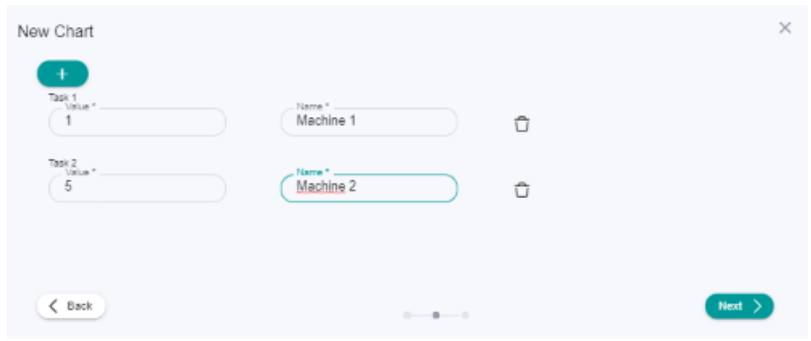 New Chart
Task 1
Value * Name *
1 Machine 1
Task 2
Value * Name *
5 Machine 2
Back Next